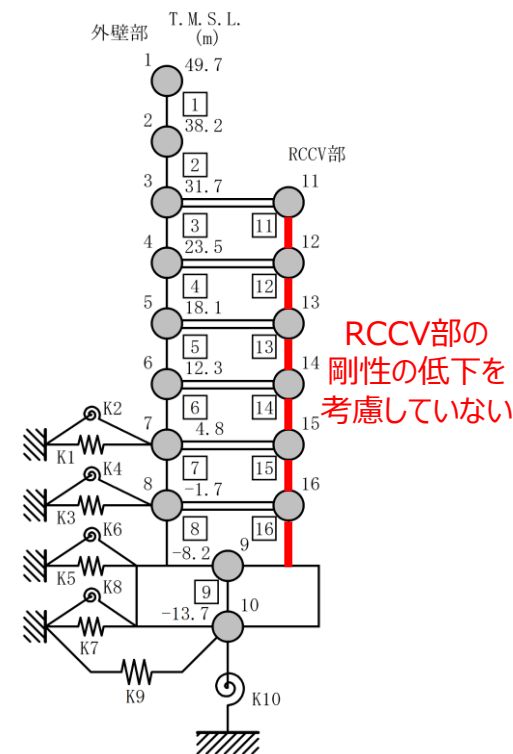 T.M.S.L.
外壁部 (m)
1 49.7
1
2 38.2
2 RCCV部
3 31.7 11
3 11
4 23.5 12
4 12
5 18.1 13
5 13
RCCV部の
剛性の低下を
考慮していない
6 12.3 14
K2 6 14
7 4.8 15
K1 K4 7 15
8 -1.7 16
K3 K6 8 16
-8.2 9
K5 K8 9
-13.7 10
K7
K9 K10